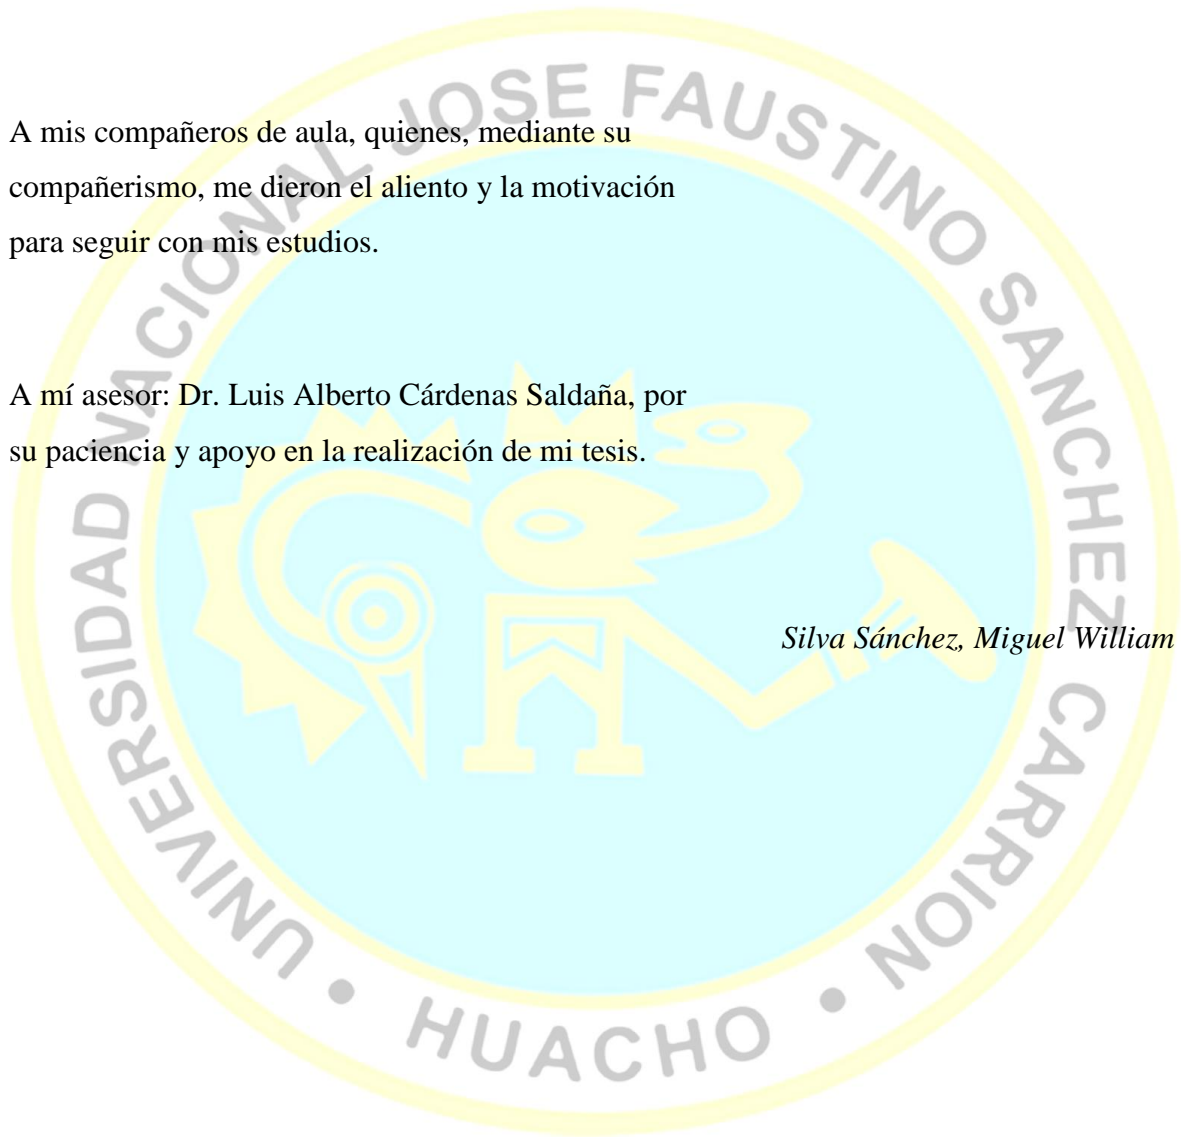 A mis compañeros de aula, quienes, mediante su
compañerismo, me dieron el aliento y la motivación
para seguir con mis estudios.
A mí asesor: Dr. Luis Alberto Cárdenas Saldaña, por
su paciencia y apoyo en la realización de mi tesis.
Silva Sánchez, Miguel William
UNIVERSIDAD NACIONAL JOSE FAUSTINO SANCHEZ CARRION • HUACHO •